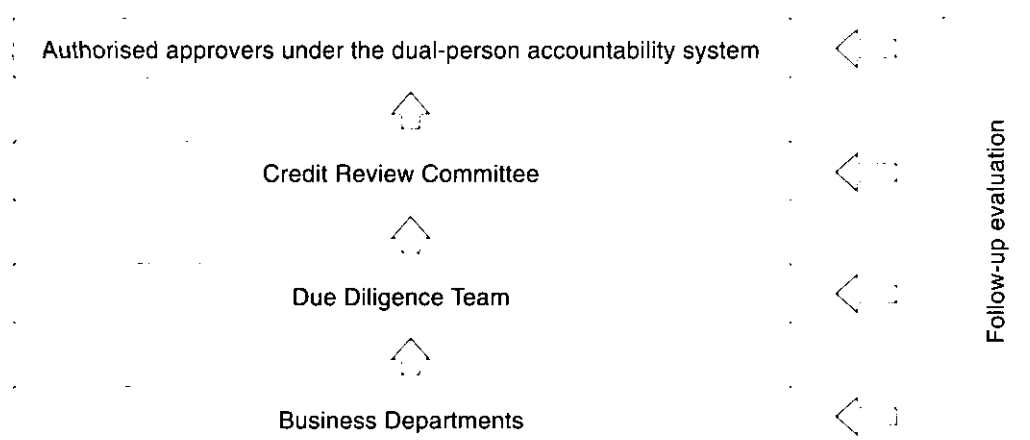 Authorised approvers under the dual-person accountability system
Credit Review Committee
Due Diligence Team
Business Departments
Follow-up evaluation